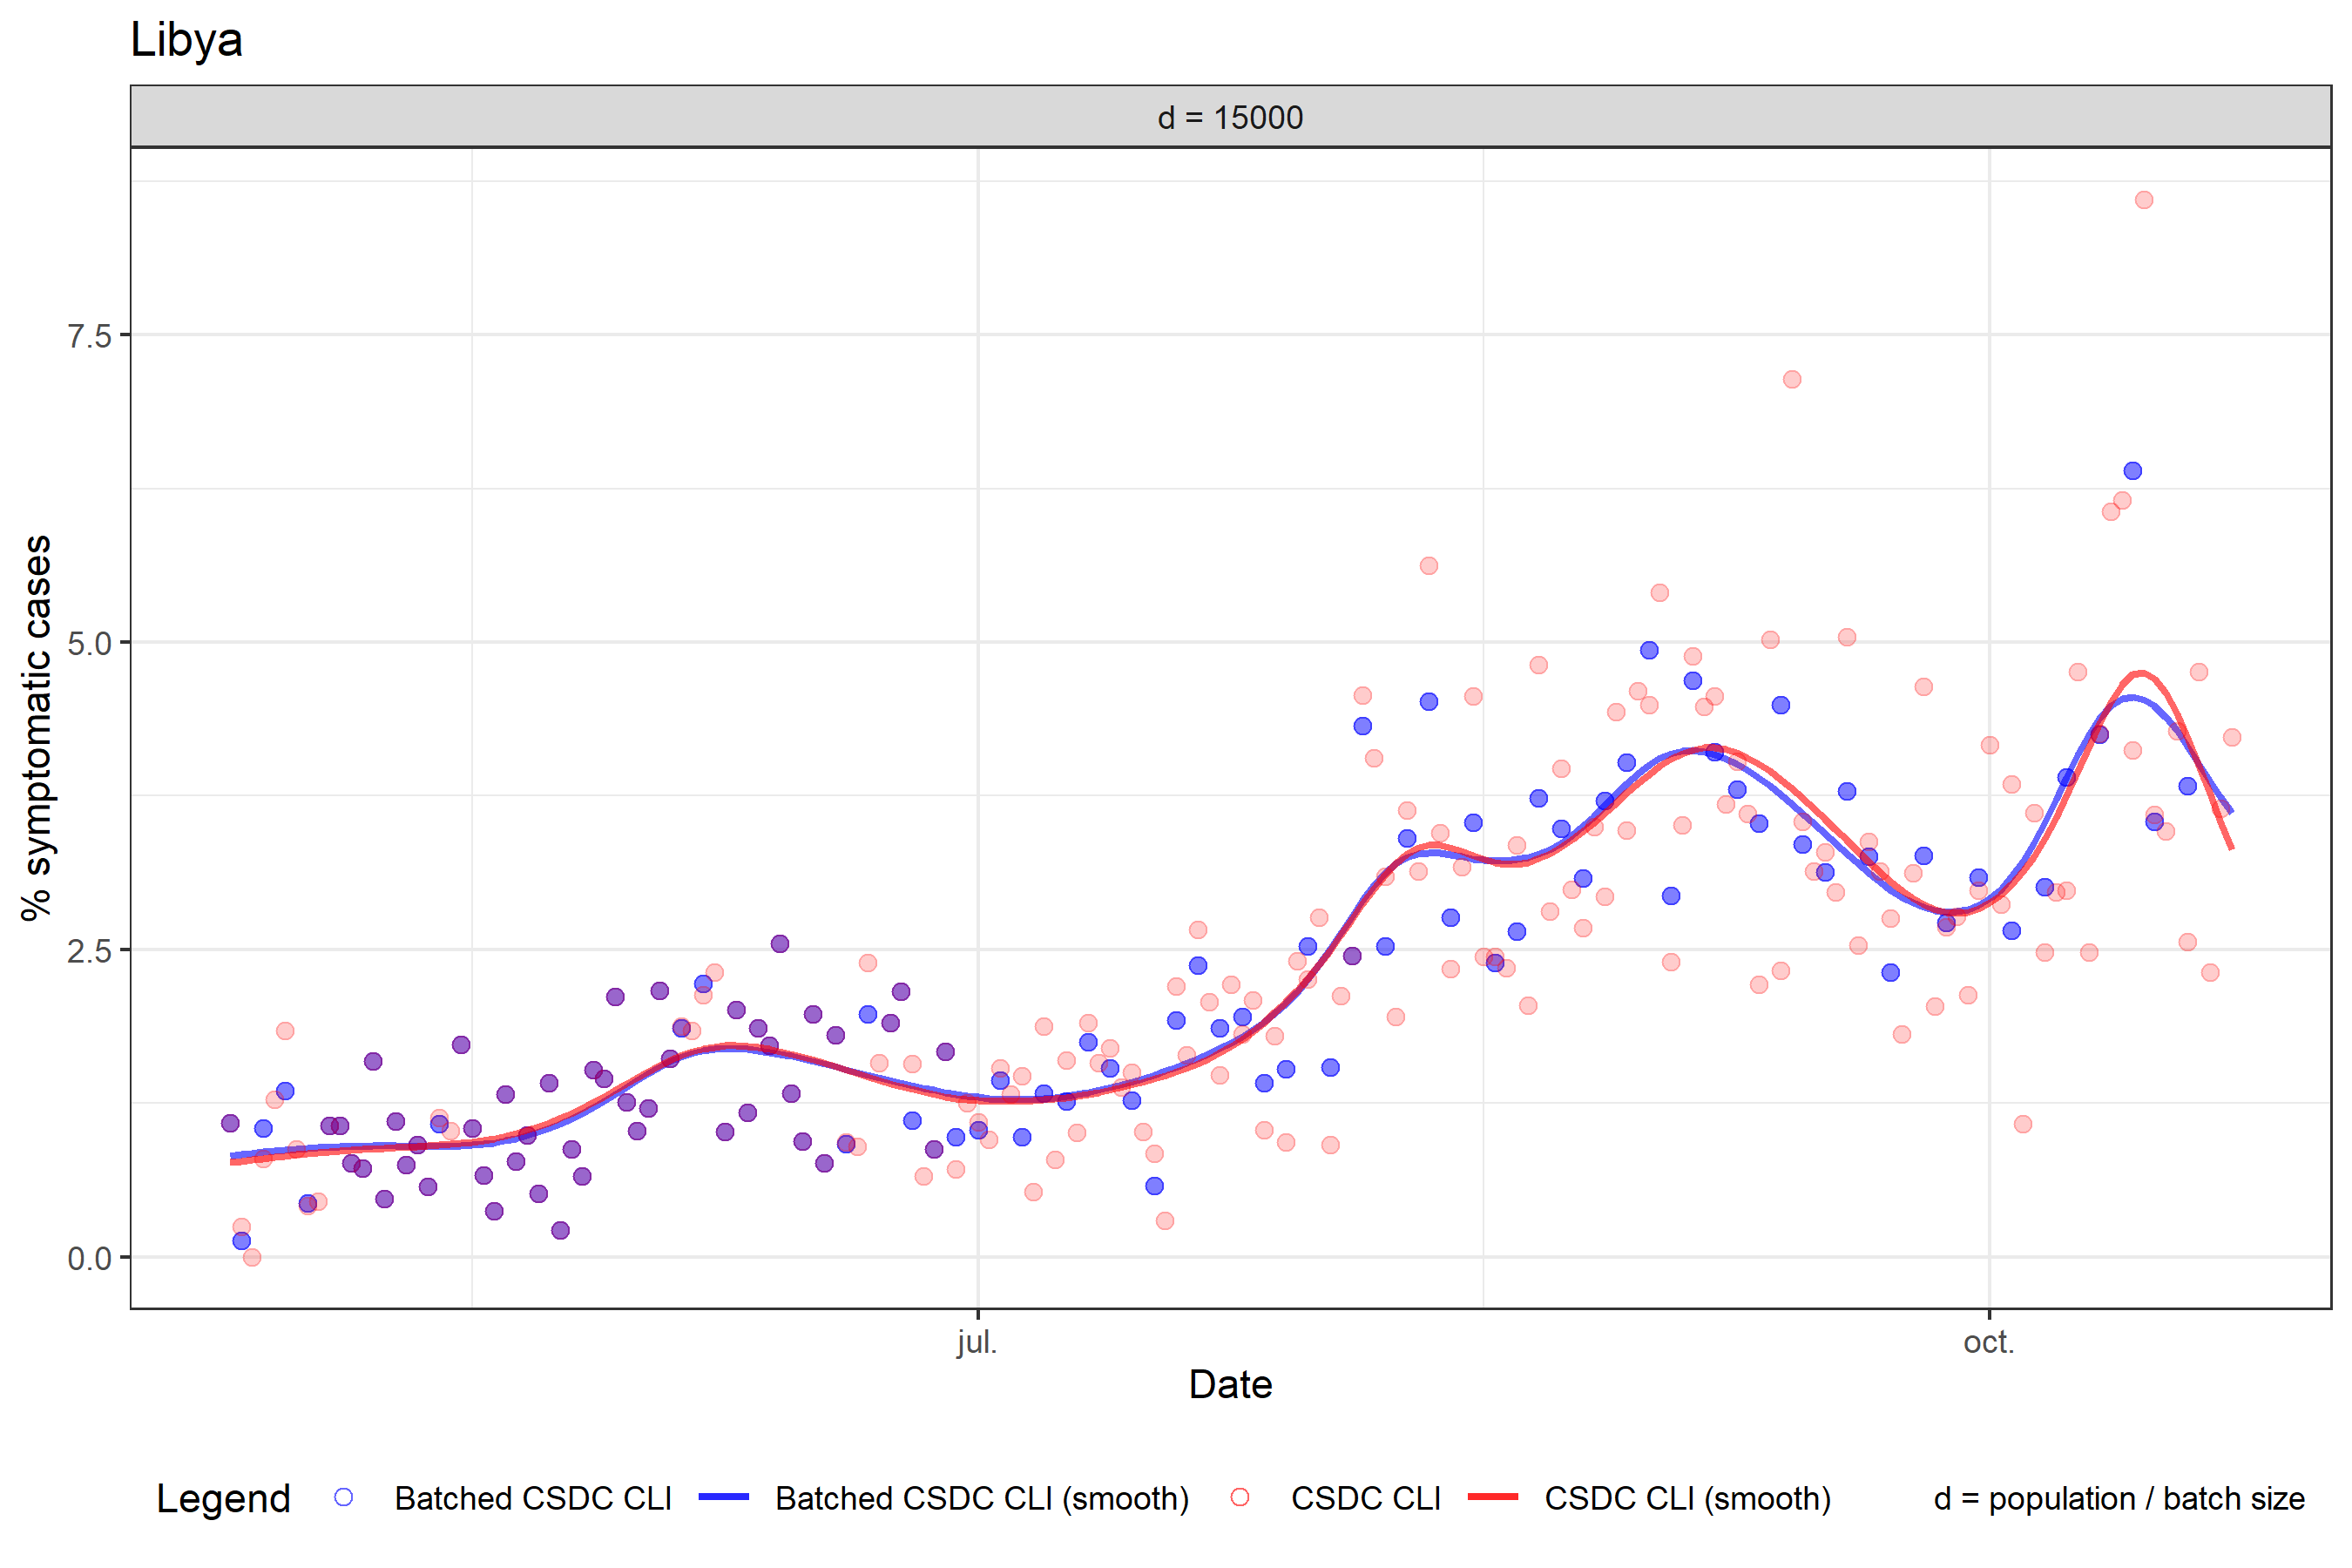 Libya
d = 15000
% symptomatic cases
7.5
5.0
2.5
0.0
jul.
oct.
Date
Legend
Batched CSDC CLI
Batched CSDC CLI (smooth)
CSDC CLI
CSDC CLI (smooth)
d = population / batch size